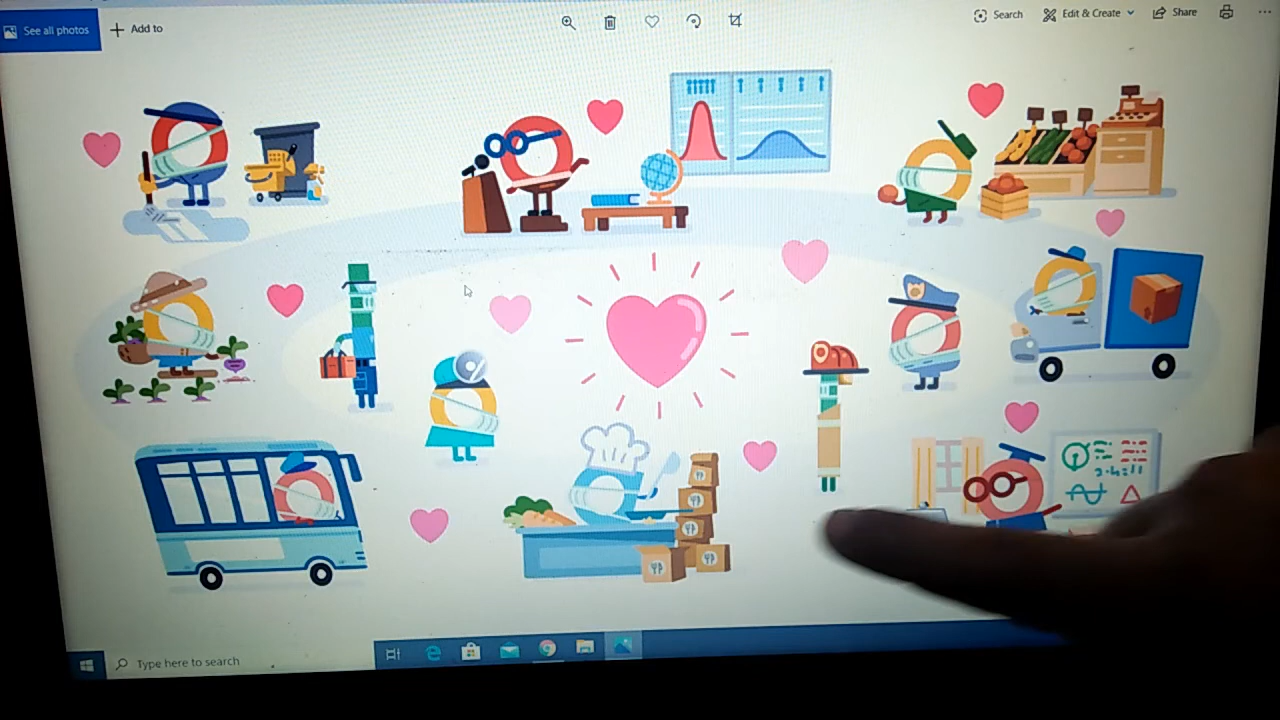 See all photos
Add to
Search
Edit & Create
Share
Type here to search